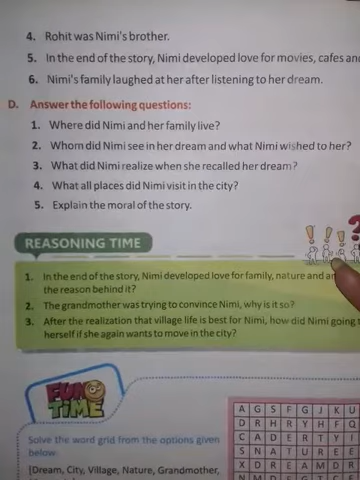 4. Rohit was Nimi's brother.
5. In the end of the story, Nimi developed love for movies, cafes and
6. Nimi's family laughed at her after listening to her dream.
D. Answer the following questions:
1. Where did Nimi and her family live?
2. Whom did Nimi see in her dream and what Nimi wished to her?
3. What did Nimi realize when she recalled her dream?
4. What all places did Nimi visit in the city?
5. Explain the moral of the story.
REASONING TIME
1. In the end of the story, Nimi developed love for family, nature and
the reason behind it?
2. The grandmother was trying to convince Nimi, why is it so?
3. After the realization that village life is best for Nimi, how did Nimi going
herself if she again wants to move in the city?
FUN TIME
Solve the word grid from the options given
below.
[Dream, City, Village, Nature, Grandmother,
A G S F G J K U
D R H R Y H F Q
C A D E R T Y
S N A T U R E E
X D R E A M D R